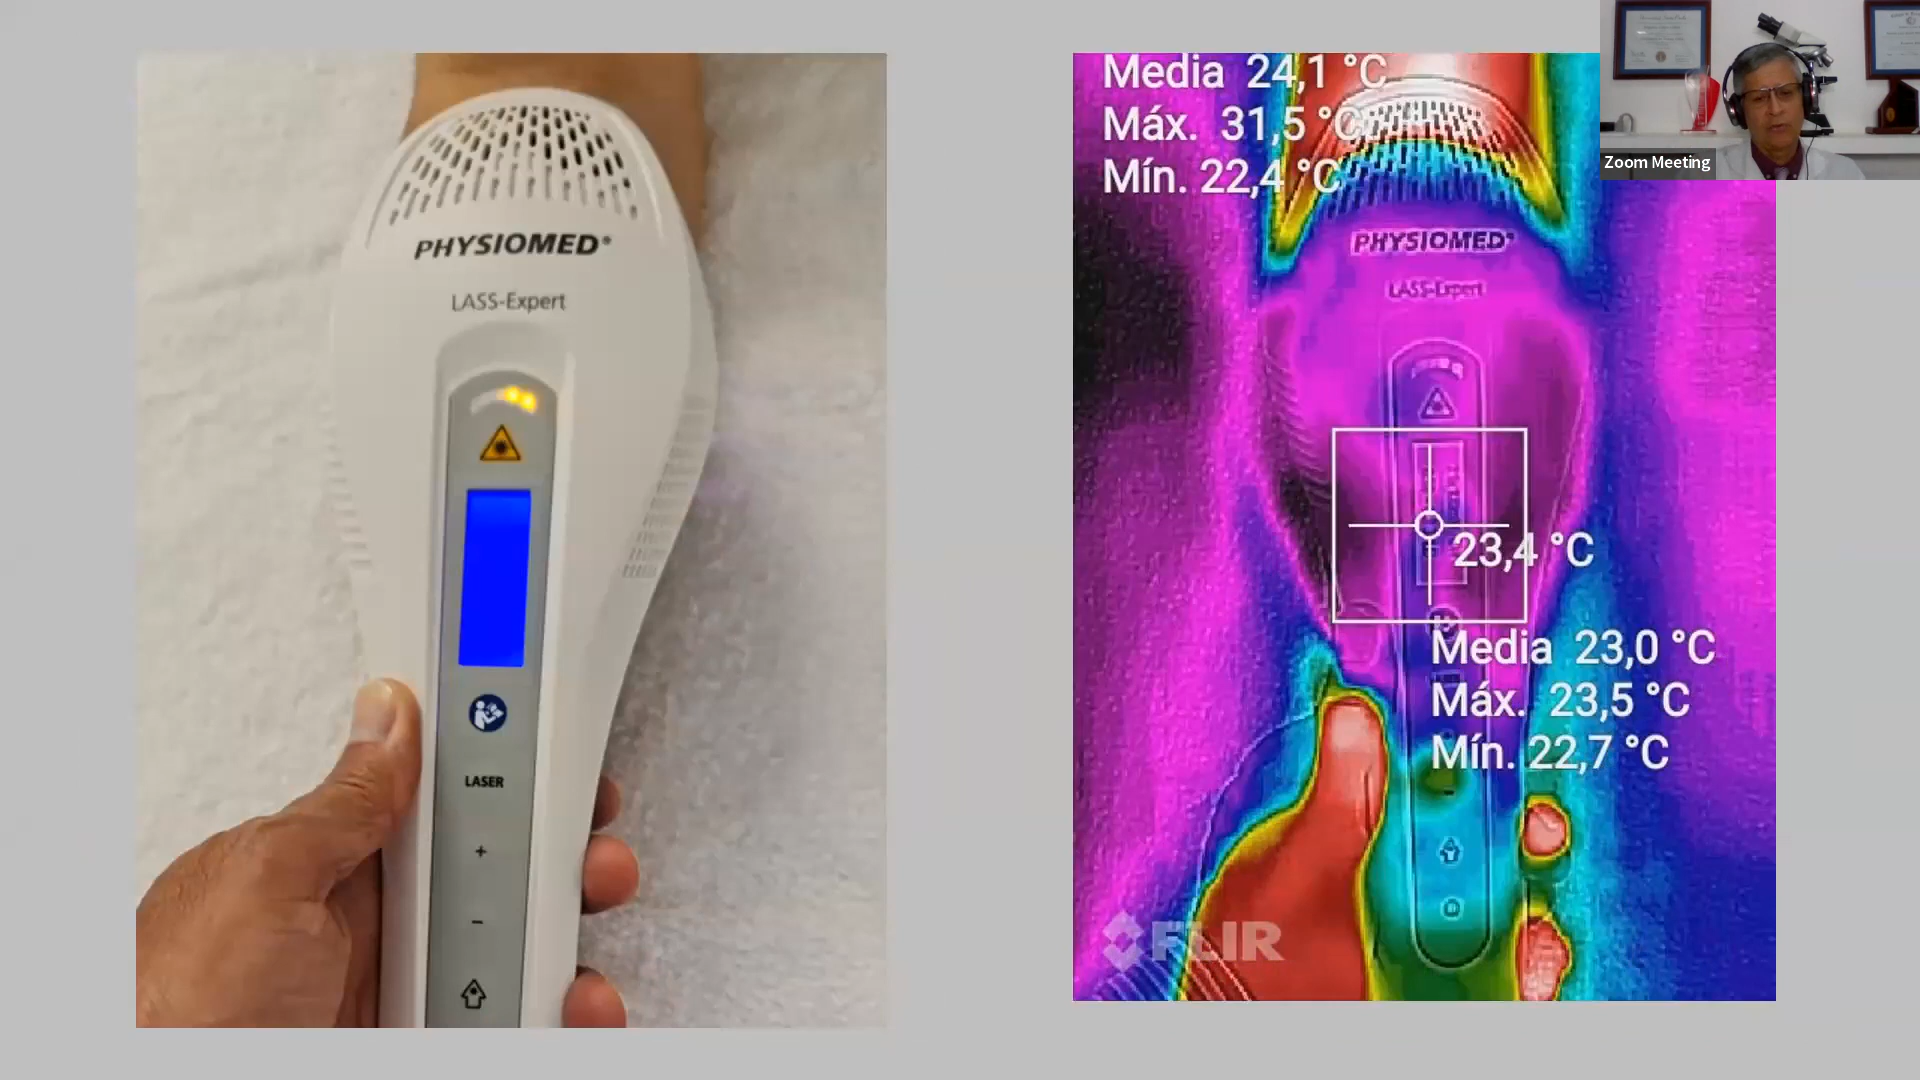 PHYSIOMED®
LASS-Expert
LASER
+
−
Media 24,1 °C
Máx. 31,5 °C
Mín. 22,4 °C
PHYSIOMED®
LASS-Expert
23,4 °C
Media 23,0 °C
Máx. 23,5 °C
Mín. 22,7 °C
FLIR
Zoom Meeting